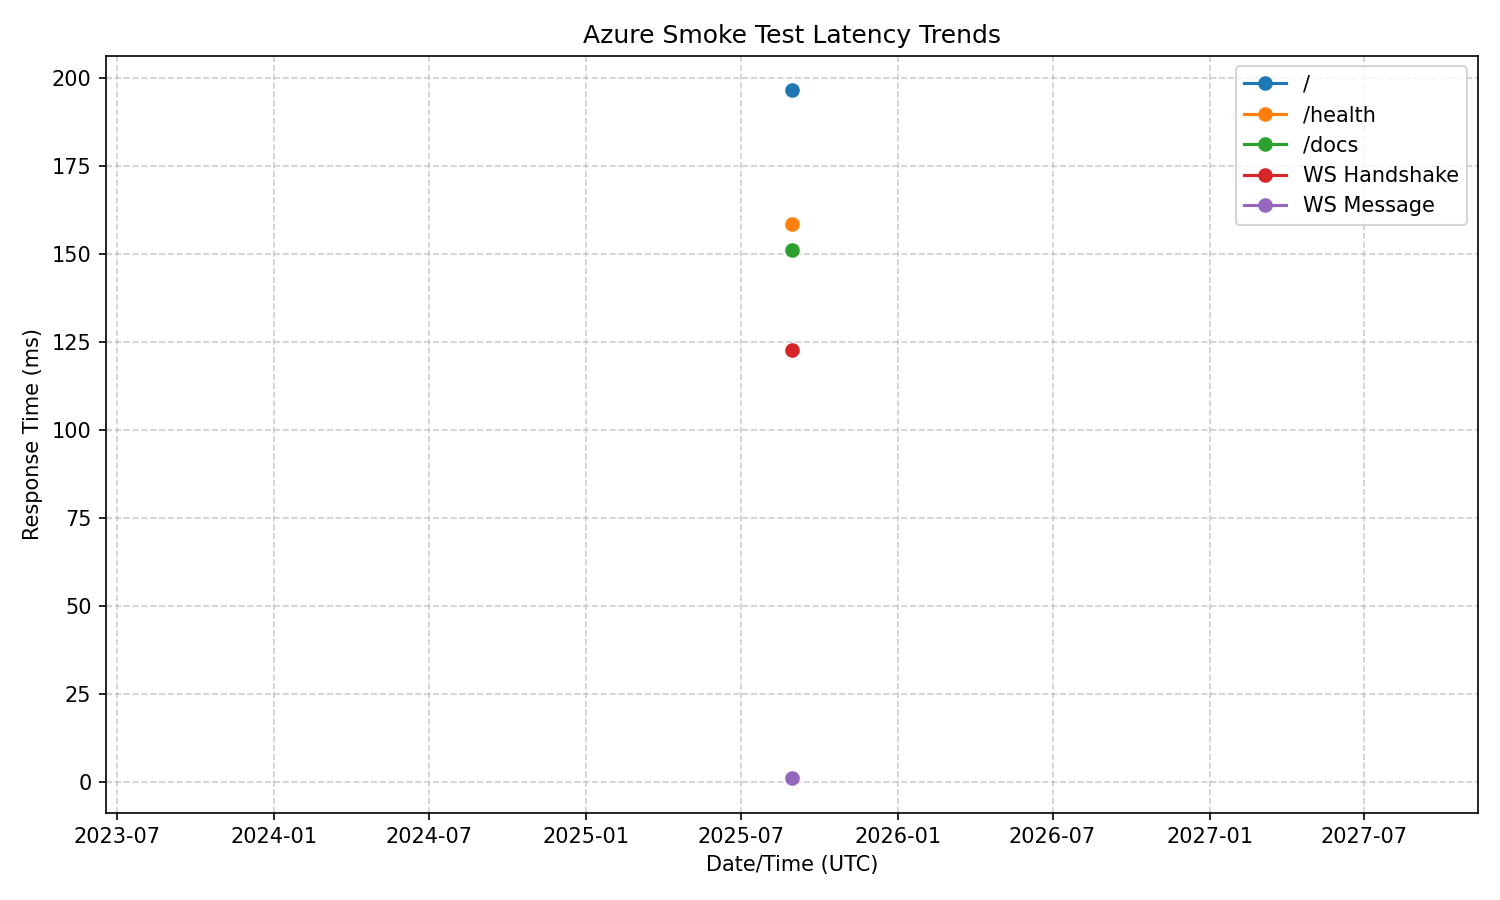 Azure Smoke Test Latency Trends
/
/health
/docs
WS Handshake
WS Message
Response Time (ms)
200
175
150
125
100
75
50
25
0
2023-07 2024-01 2024-07 2025-01 2025-07 2026-01 2026-07 2027-01 2027-07
Date/Time (UTC)